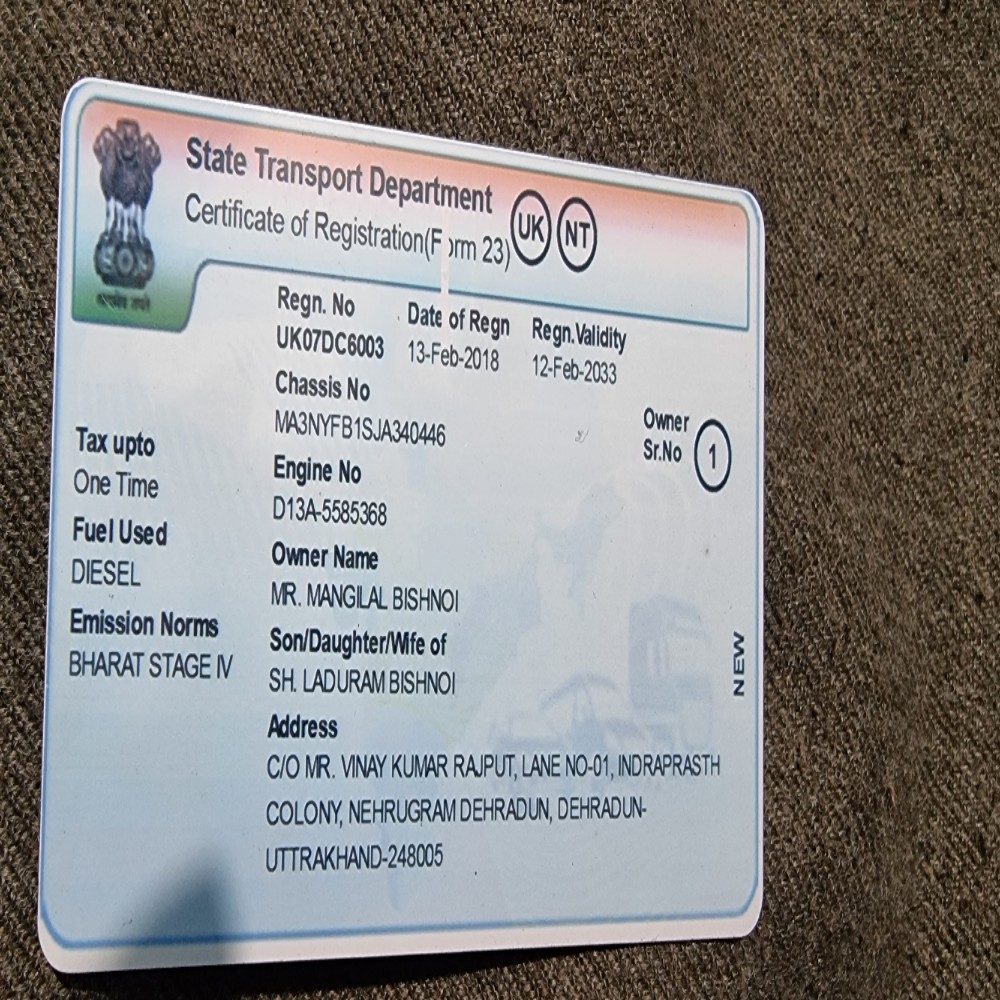 State Transport Department
Certificate of Registration(Form 23)
UK NT
Regn. No
UK07DC6003
Date of Regn
13-Feb-2018
Regn.Validity
12-Feb-2033
Chassis No
MA3NYFB1SJA340446
Owner
Sr.No 1
Tax upto
One Time
Engine No
D13A-5585368
Fuel Used
DIESEL
Owner Name
MR. MANGILAL BISHNOI
Emission Norms
BHARAT STAGE IV
Son/Daughter/Wife of
SH. LADURAM BISHNOI
NEW
Address
C/O MR. VINAY KUMAR RAJPUT, LANE NO-01, INDRAPRASTH
COLONY, NEHRUGRAM DEHRADUN, DEHRADUN-
UTTRAKHAND-248005